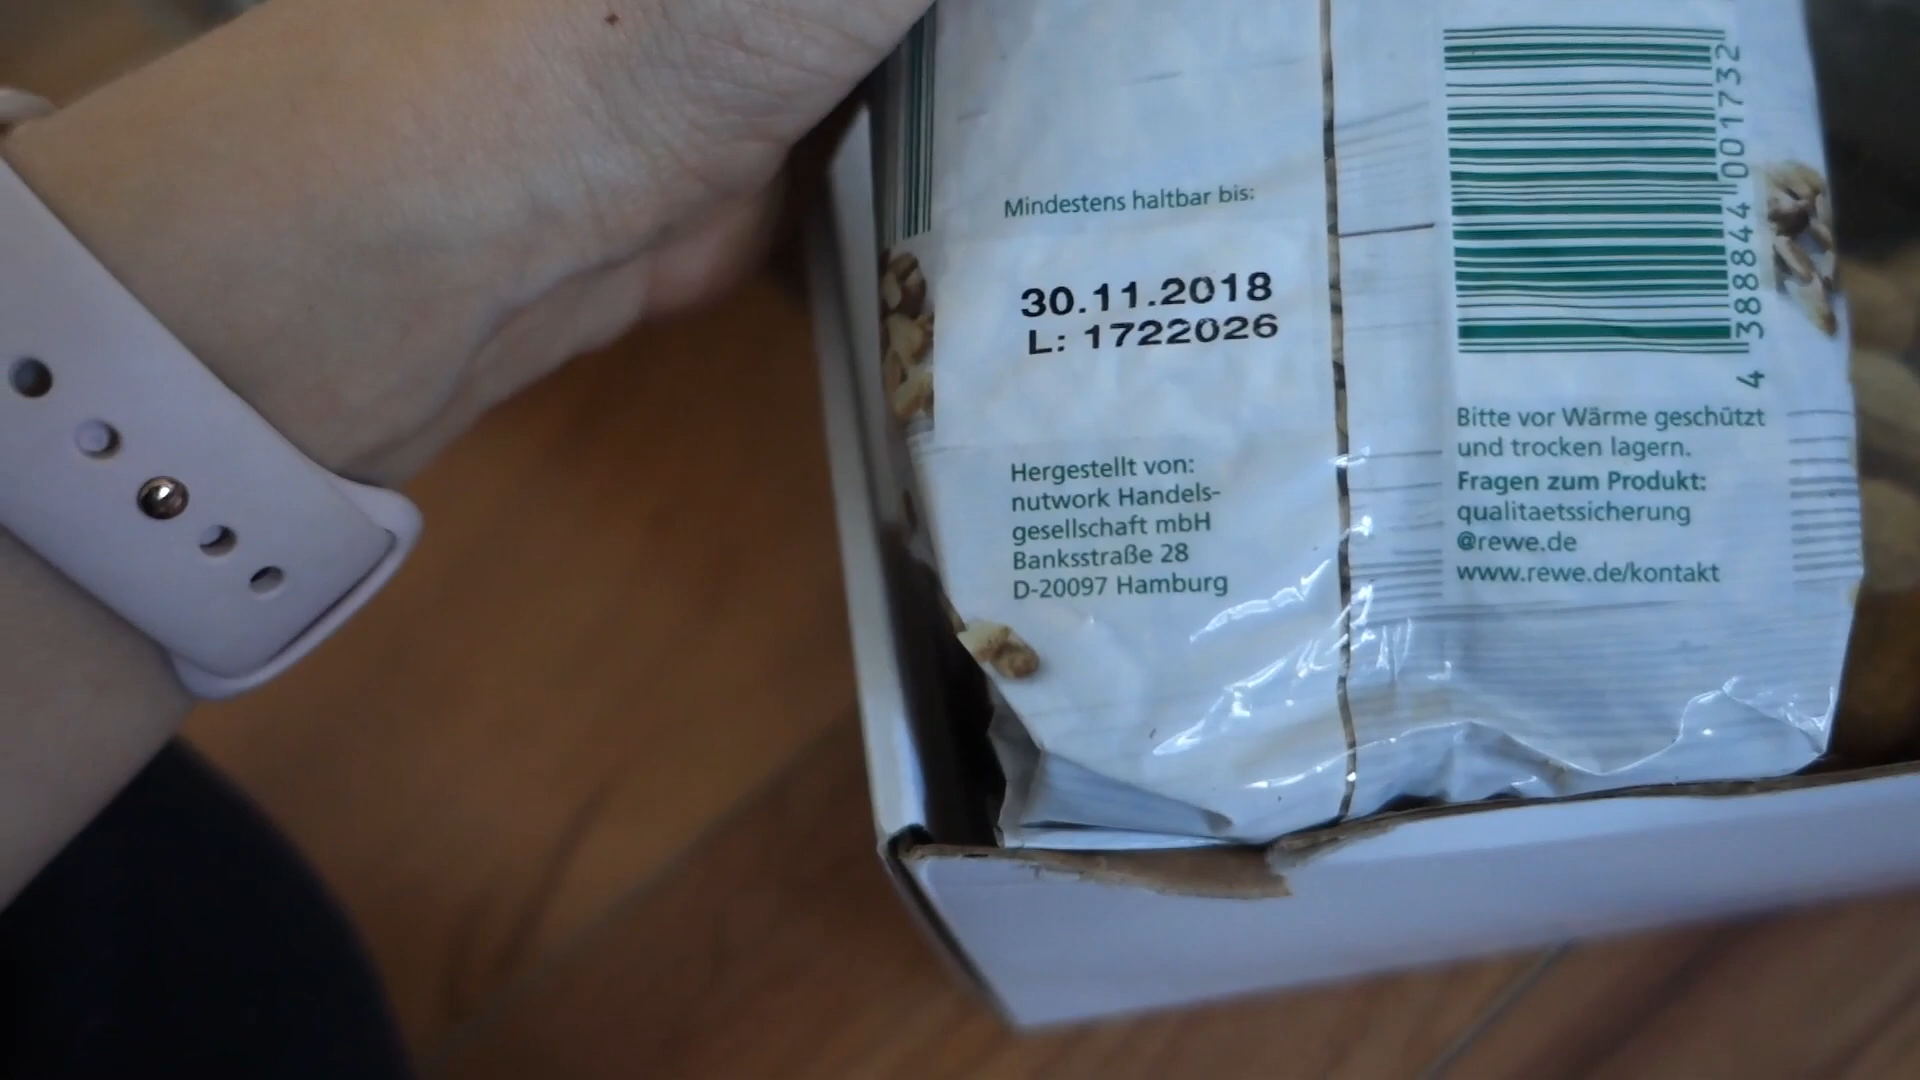 Mindestens haltbar bis:
30.11.2018
L: 1722026
Hergestellt von:
nutwork Handels-
gesellschaft mbH
Banksstraße 28
D-20097 Hamburg
4 388844 001732
Bitte vor Wärme geschützt
und trocken lagern.
Fragen zum Produkt:
qualitaetssicherung
@rewe.de
www.rewe.de/kontakt